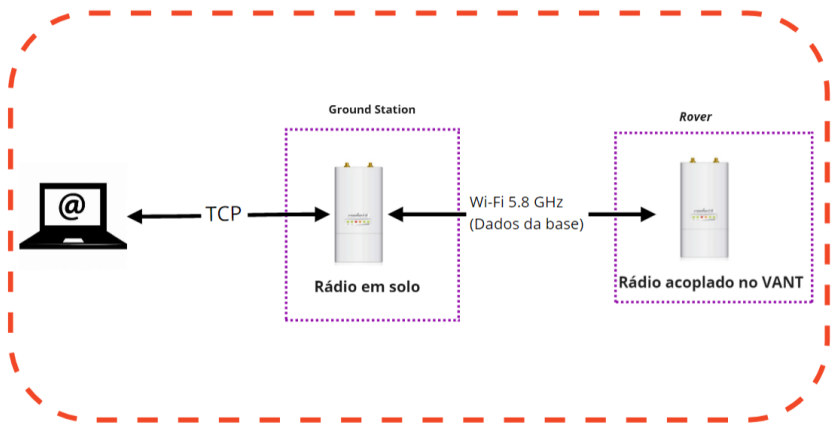 Ground Station
Rover
@
TCP
Wi-Fi 5.8 GHz
(Dados da base)
Rádio em solo
Rádio acoplado no VANT